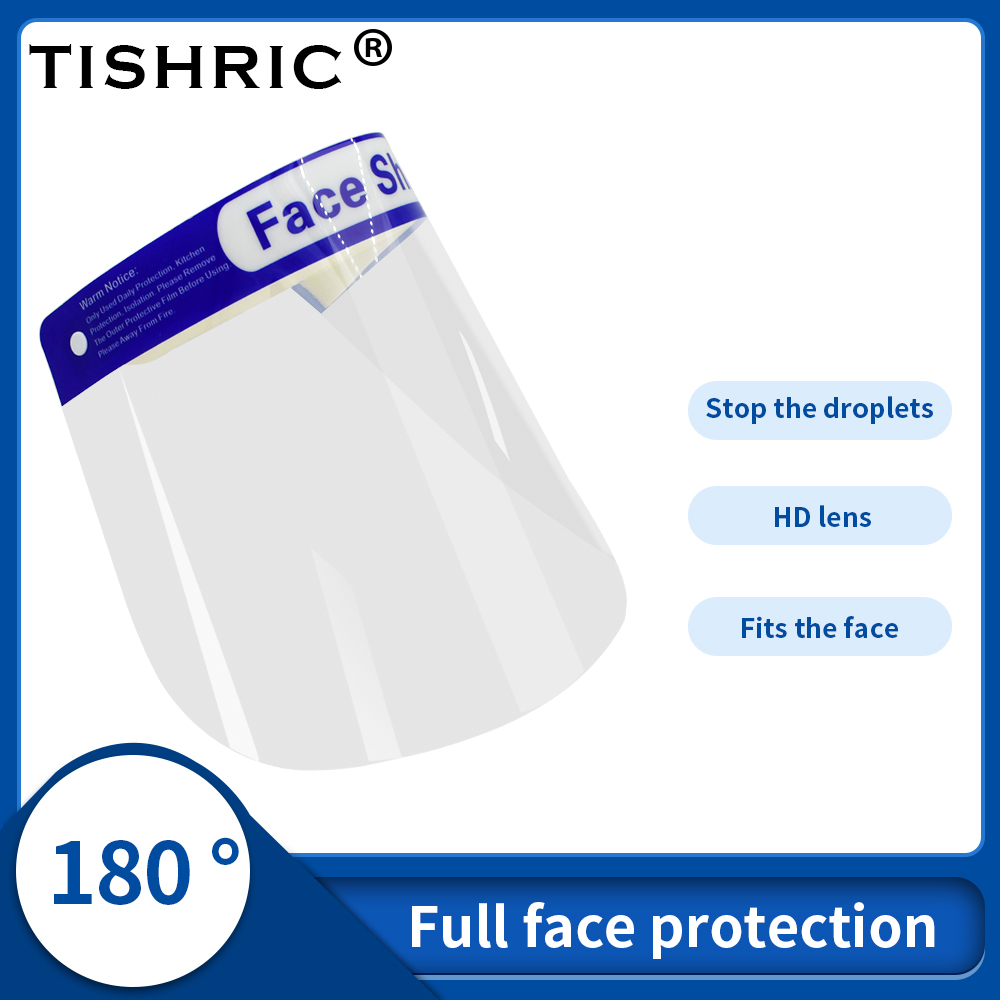 TISHRIC®
Face Sh
Warm Notice:
Only Used Daily Protection, Kitchen
Protection, Isolation. Please Remove
The Outer Protective Film Before Using
Please Away From Fire.
Stop the droplets
HD lens
Fits the face
180 °
Full face protection